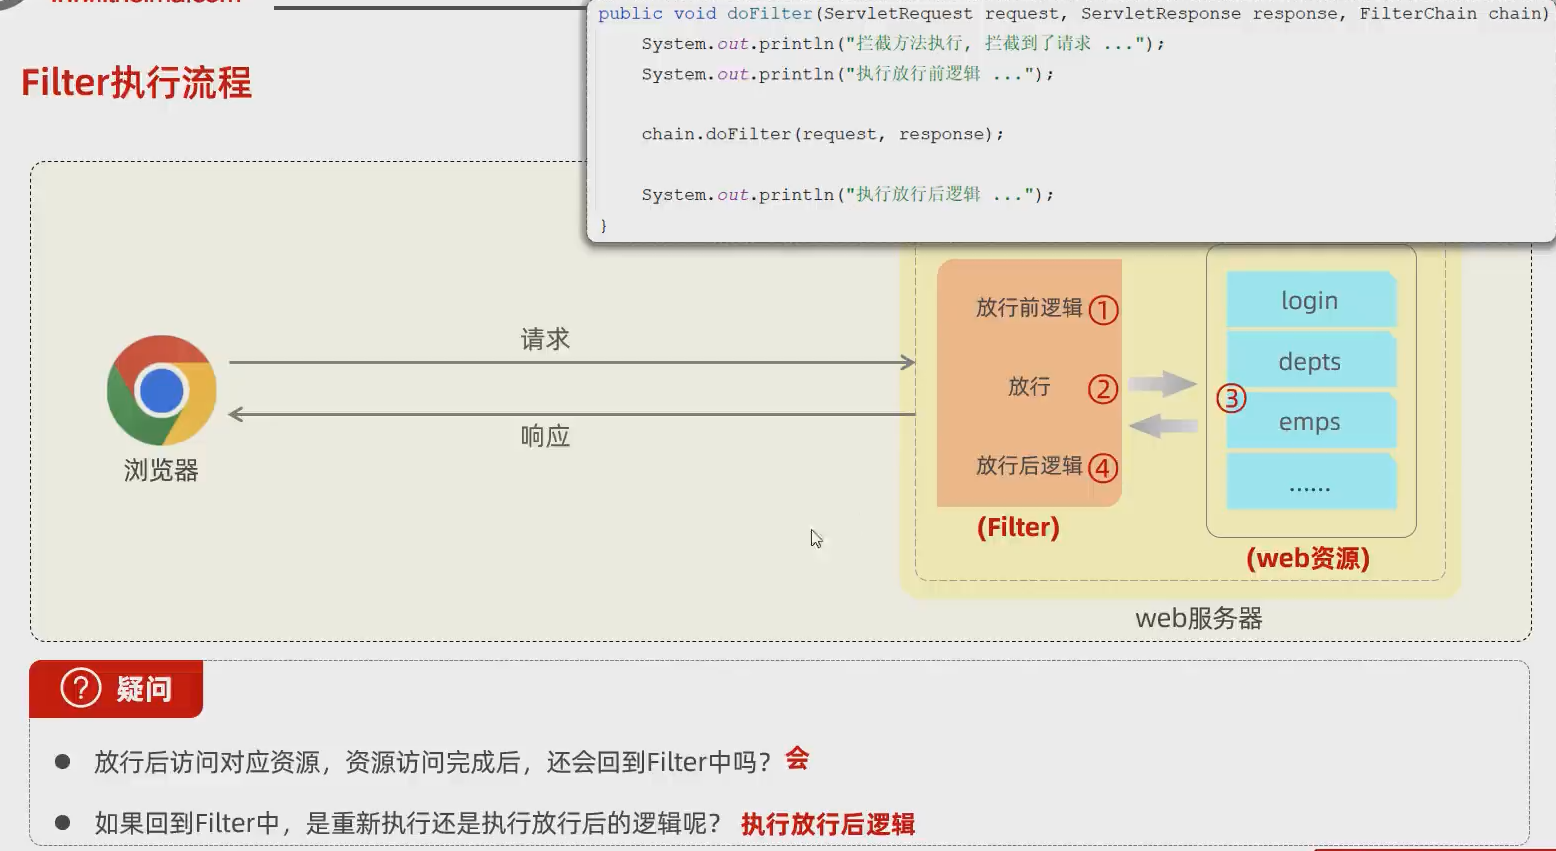 public void doFilter(ServletRequest request, ServletResponse response, FilterChain chain)
System.out.println("拦截方法执行, 拦截到了请求 ...");
System.out.println("执行放行前逻辑 ...");
chain.doFilter(request, response);
System.out.println("执行放行后逻辑 ...");
}
Filter执行流程
请求
响应
浏览器
放行前逻辑 ①
放行 ②
放行后逻辑 ④
(Filter)
③
login
depts
emps
......
(web资源)
web服务器
? 疑问
● 放行后访问对应资源，资源访问完成后，还会回到Filter中吗？ 会
● 如果回到Filter中，是重新执行还是执行放行后的逻辑呢？ 执行放行后逻辑